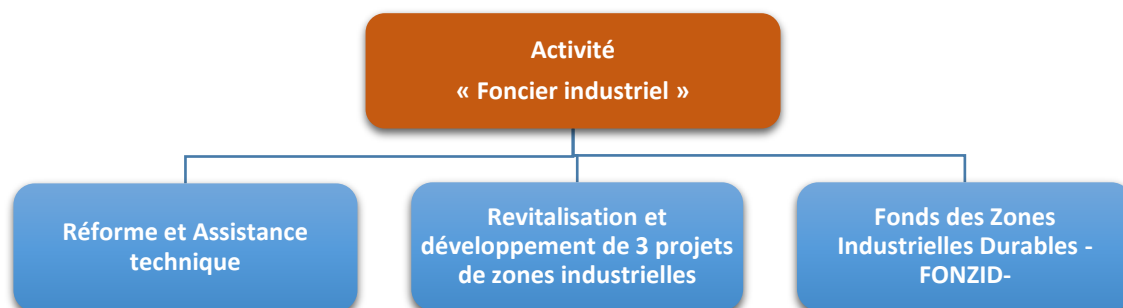 Activité
« Foncier industriel »
Réforme et Assistance
technique
Revitalisation et
développement de 3 projets
de zones industrielles
Fonds des Zones
Industrielles Durables -
FONZID-